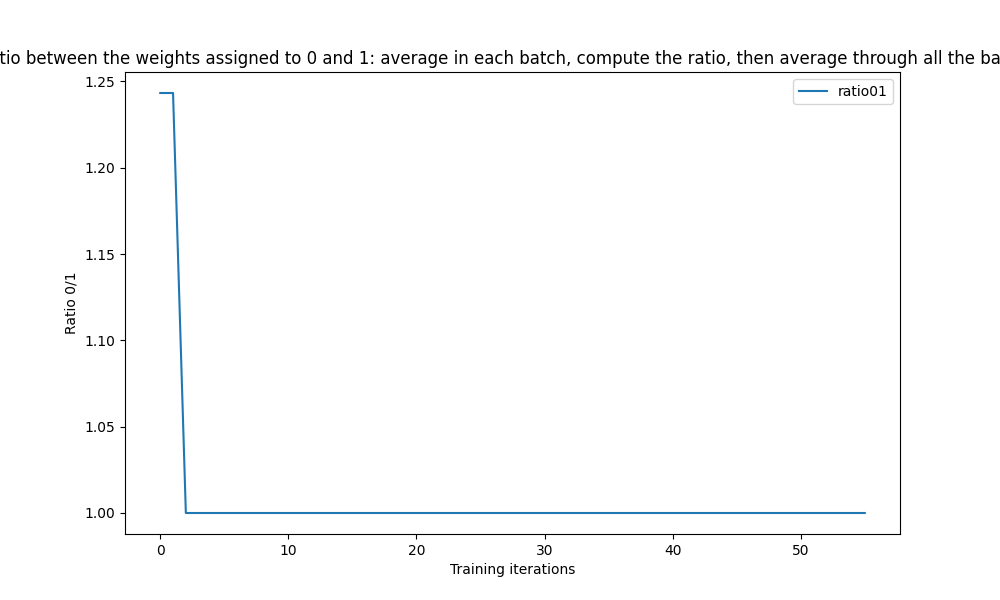 tio between the weights assigned to 0 and 1: average in each batch, compute the ratio, then average through all the ba
1.25
ratio01
1.20
1.15
Ratio 0/1
1.10
1.05
1.00
0 10 20 30 40 50
Training iterations